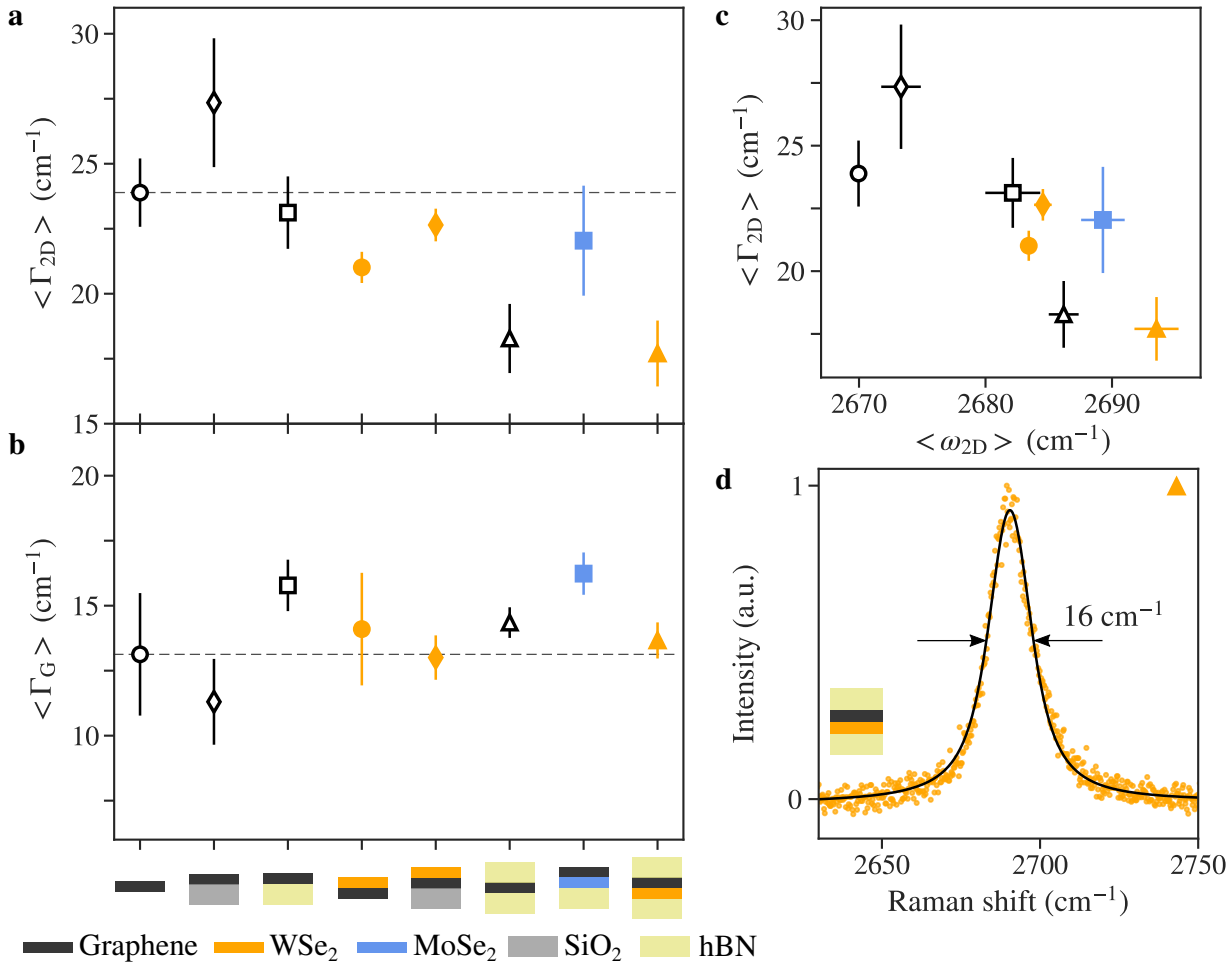 a
30
25
20
15
<Γ2D> (cm−1)
b
20
15
10
<ΓG> (cm−1)
Graphene WSe2 MoSe2 SiO2 hBN
c
30
25
20
<Γ2D> (cm−1)
2670 2680 2690
<ω2D> (cm−1)
d
1
0
Intensity (a.u.)
16 cm−1
2650 2700 2750
Raman shift (cm−1)